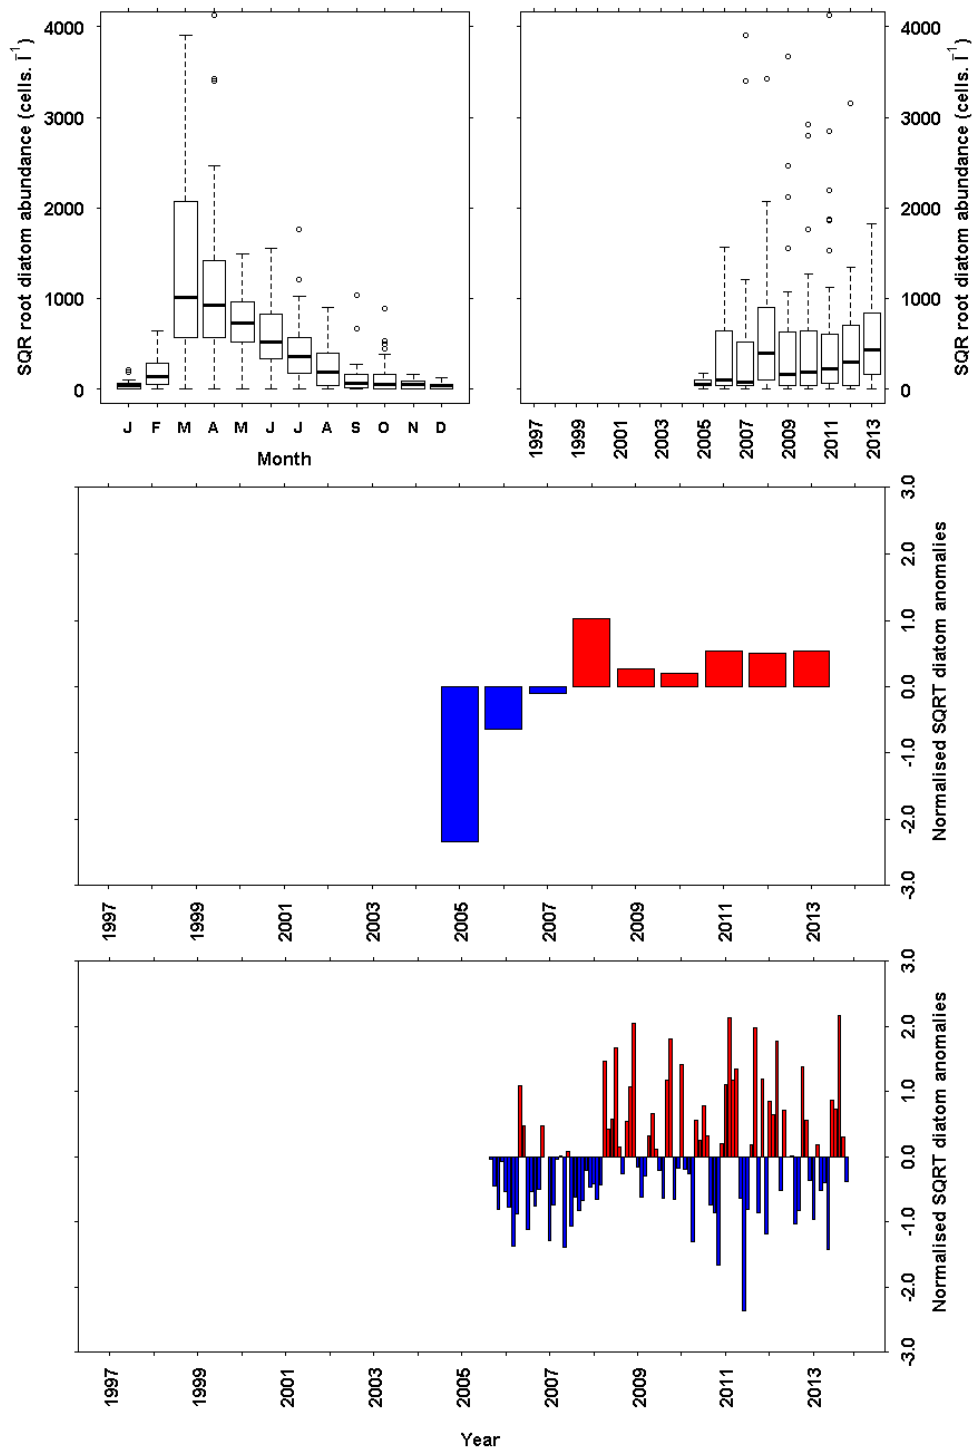 SQR root diatom abundance (cells. l⁻¹)
4000
3000
2000
1000
0
J F M A M J J A S O N D
Month
4000
3000
2000
1000
0
SQR root diatom abundance (cells. l⁻¹)
1997 1999 2001 2003 2005 2007 2009 2011 2013
3.0
2.0
1.0
0.0
-1.0
-2.0
-3.0
Normalised SQRT diatom anomalies
1997 1999 2001 2003 2005 2007 2009 2011 2013
3.0
2.0
1.0
0.0
-1.0
-2.0
-3.0
Normalised SQRT diatom anomalies
1997 1999 2001 2003 2005 2007 2009 2011 2013
Year